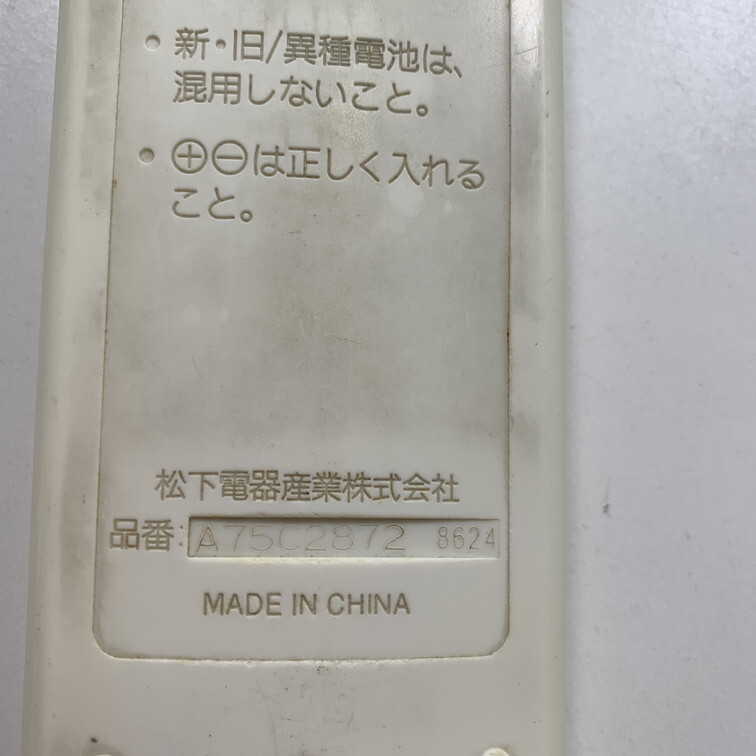 • 新・旧/異種電池は、
混用しないこと。
• ⊕⊖は正しく入れる
こと。
松下電器産業株式会社
品番: A75C2872 8624
MADE IN CHINA